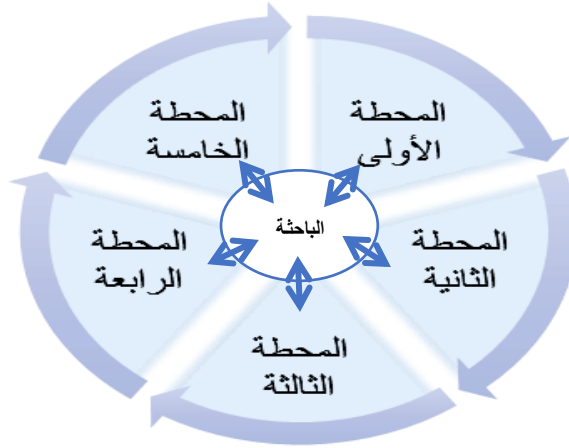 المحطة
الأولى
المحطة
الثانية
المحطة
الثالثة
المحطة
الرابعة
المحطة
الخامسة
الباحثة